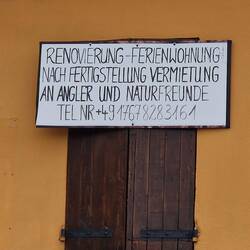 RENOVIERUNG-FERIENWOHNUNG
NACH FERTIGSTELLUNG VERMIETUNG
AN ANGLER UND NATURFREUNDE
TEL NR+4917678283161